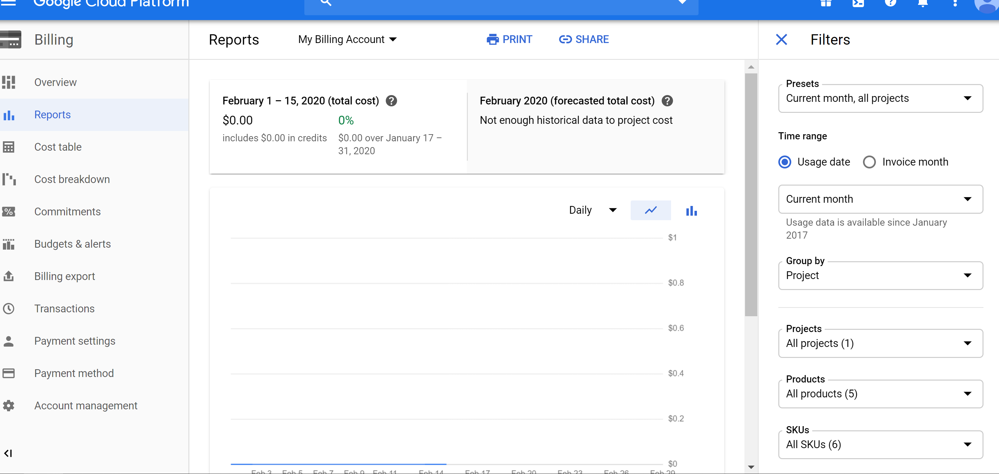 Google Cloud Platform
Billing
Overview
Reports
Cost table
Cost breakdown
Commitments
Budgets & alerts
Billing export
Transactions
Payment settings
Payment method
Account management
Reports
My Billing Account
PRINT
SHARE
February 1 – 15, 2020 (total cost)
$0.00
includes $0.00 in credits
0%
$0.00 over January 17 –
31, 2020
February 2020 (forecasted total cost)
Not enough historical data to project cost
Daily
$1
$0.8
$0.6
$0.4
$0.2
$0
Feb 3 Feb 5 Feb 7 Feb 9 Feb 11 Feb 14 Feb 17 Feb 20 Feb 23 Feb 26 Feb 29
Filters
Presets
Current month, all projects
Time range
Usage date
Invoice month
Current month
Usage data is available since January
2017
Group by
Project
Projects
All projects (1)
Products
All products (5)
SKUs
All SKUs (6)